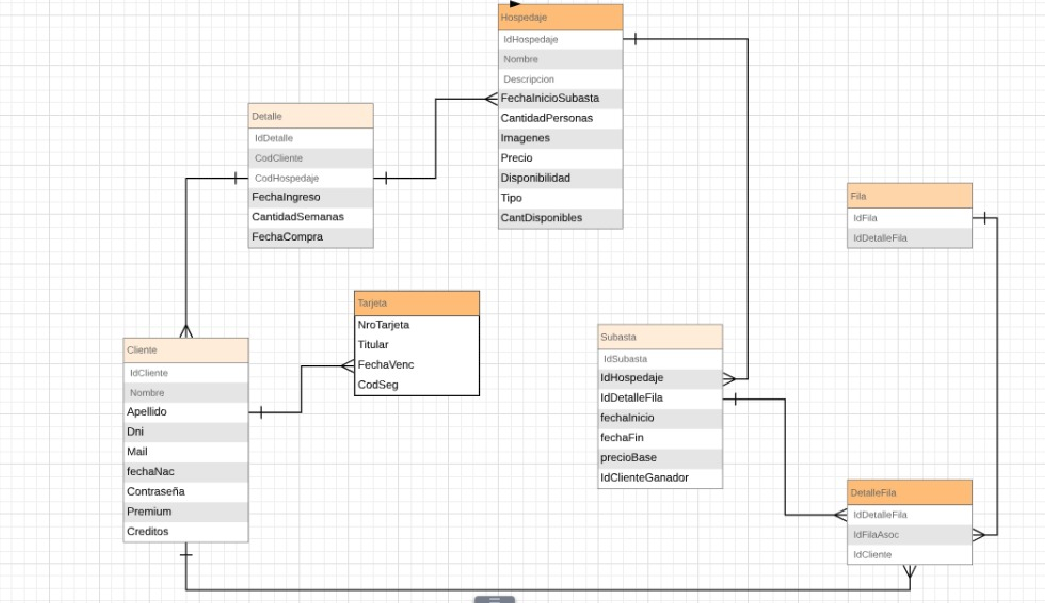 Hospedaje
IdHospedaje
Nombre
Descripcion
FechaInicioSubasta
CantidadPersonas
Imagenes
Precio
Disponibilidad
Tipo
CantDisponibles
Detalle
IdDetalle
CodCliente
CodHospedaje
FechaIngreso
CantidadSemanas
FechaCompra
Fila
IdFila
IdDetalleFila
Tarjeta
NroTarjeta
Titular
FechaVenc
CodSeg
Subasta
IdSubasta
IdHospedaje
IdDetalleFila
fechaInicio
fechaFin
precioBase
IdClienteGanador
Cliente
IdCliente
Nombre
Apellido
Dni
Mail
fechaNac
Contraseña
Premium
Creditos
DetalleFila
IdDetalleFila
IdFilaAsoc
IdCliente